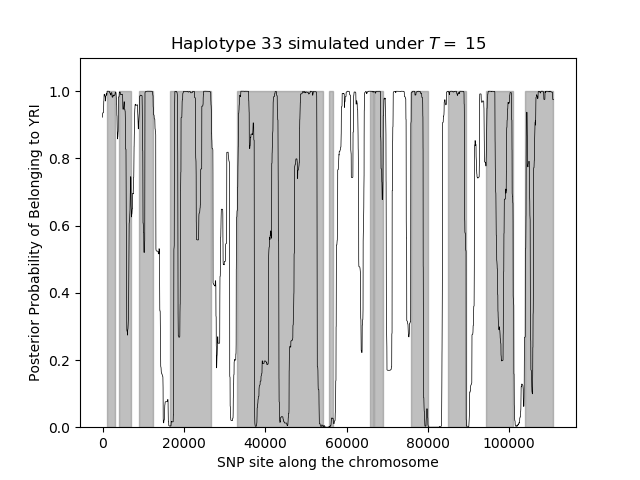 Haplotype 33 simulated under T = 15
1.0
0.8
0.6
0.4
0.2
0.0
Posterior Probability of Belonging to YRI
0 20000 40000 60000 80000 100000
SNP site along the chromosome